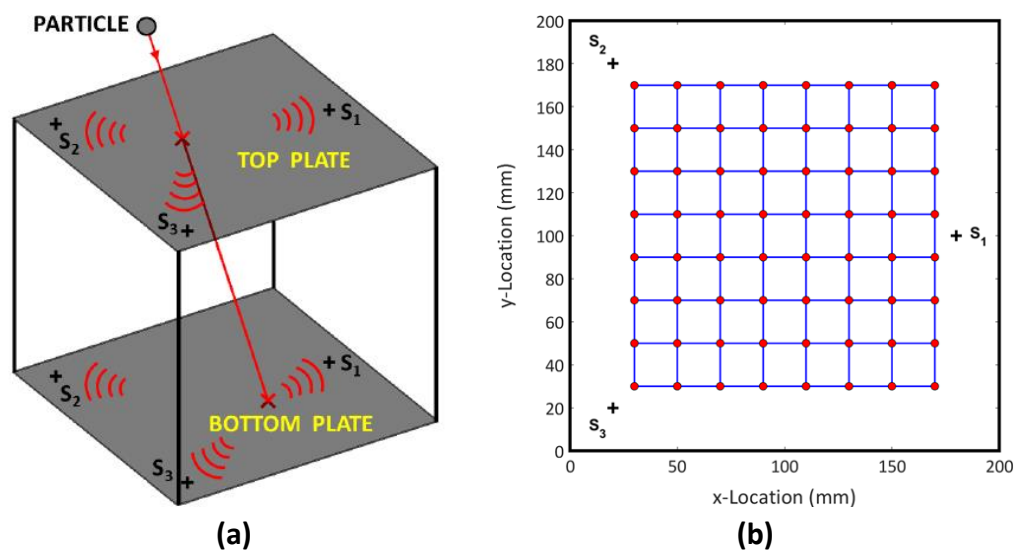 PARTICLE
S1
S2
TOP PLATE
S3
S1
S2
BOTTOM PLATE
S3
(a)
200
180
160
140
120
100
80
60
40
20
0
y-Location (mm)
S2
S1
S3
0 50 100 150 200
x-Location (mm)
(b)